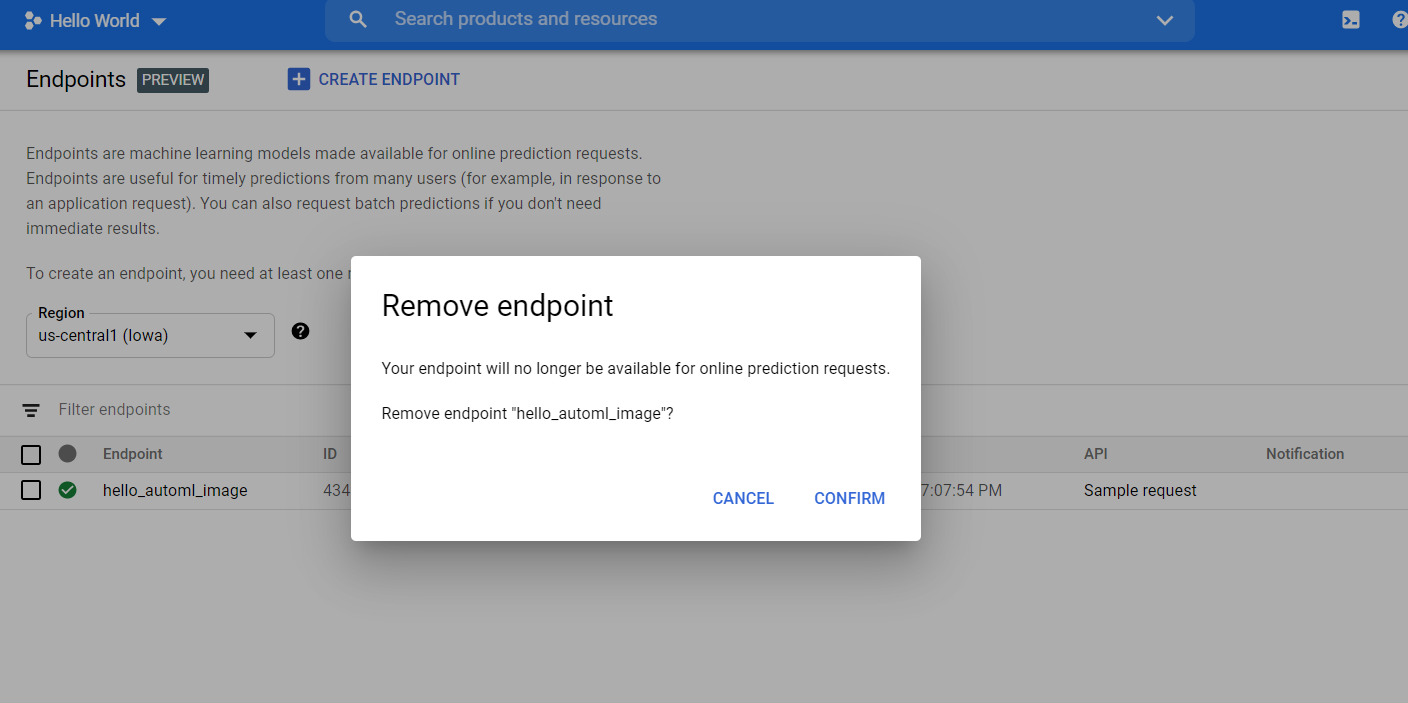 Hello World
Search products and resources
Endpoints PREVIEW CREATE ENDPOINT
Endpoints are machine learning models made available for online prediction requests.
Endpoints are useful for timely predictions from many users (for example, in response to
an application request). You can also request batch predictions if you don't need
immediate results.
To create an endpoint, you need at least one
Region
us-central1 (Iowa)
Remove endpoint
Your endpoint will no longer be available for online prediction requests.
Remove endpoint "hello_automl_image"?
CANCEL CONFIRM
Filter endpoints
Endpoint ID API Notification
hello_automl_image 434 7:07:54 PM Sample request